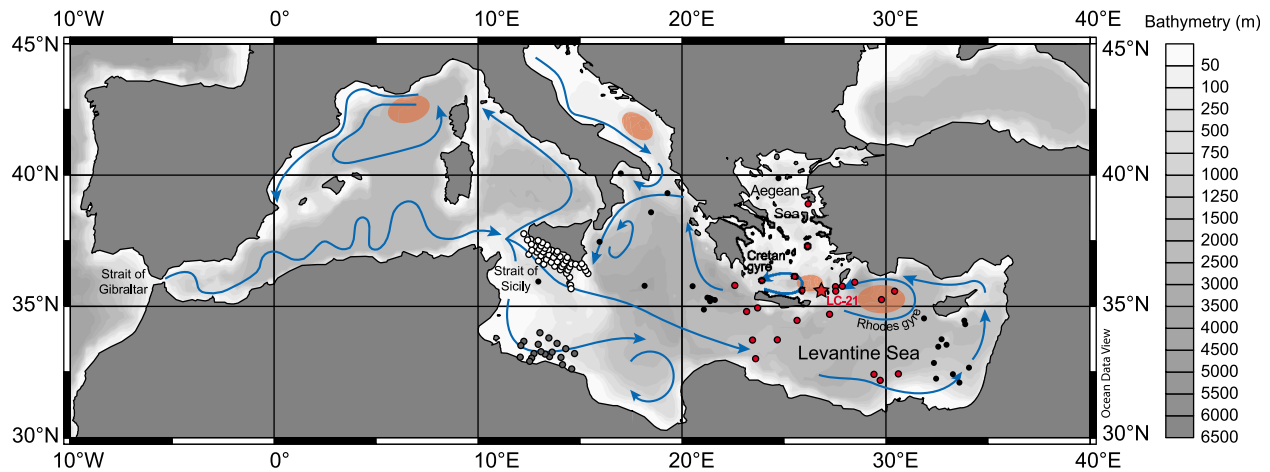 10°W 0° 10°E 20°E 30°E 40°E
Bathymetry (m)
45°N 45°N
50
100
250
500
750
1000
1250
1500
2000
2500
3000
3500
4000
4500
5000
5500
6000
6500
40°N 40°N
Aegean
Sea
Cretan
gyre
Strait of
Gibraltar
Strait of
Sicily
35°N 35°N
LC-21
Rhodes gyre
Levantine Sea
Ocean Data View
30°N 30°N
10°W 0° 10°E 20°E 30°E 40°E